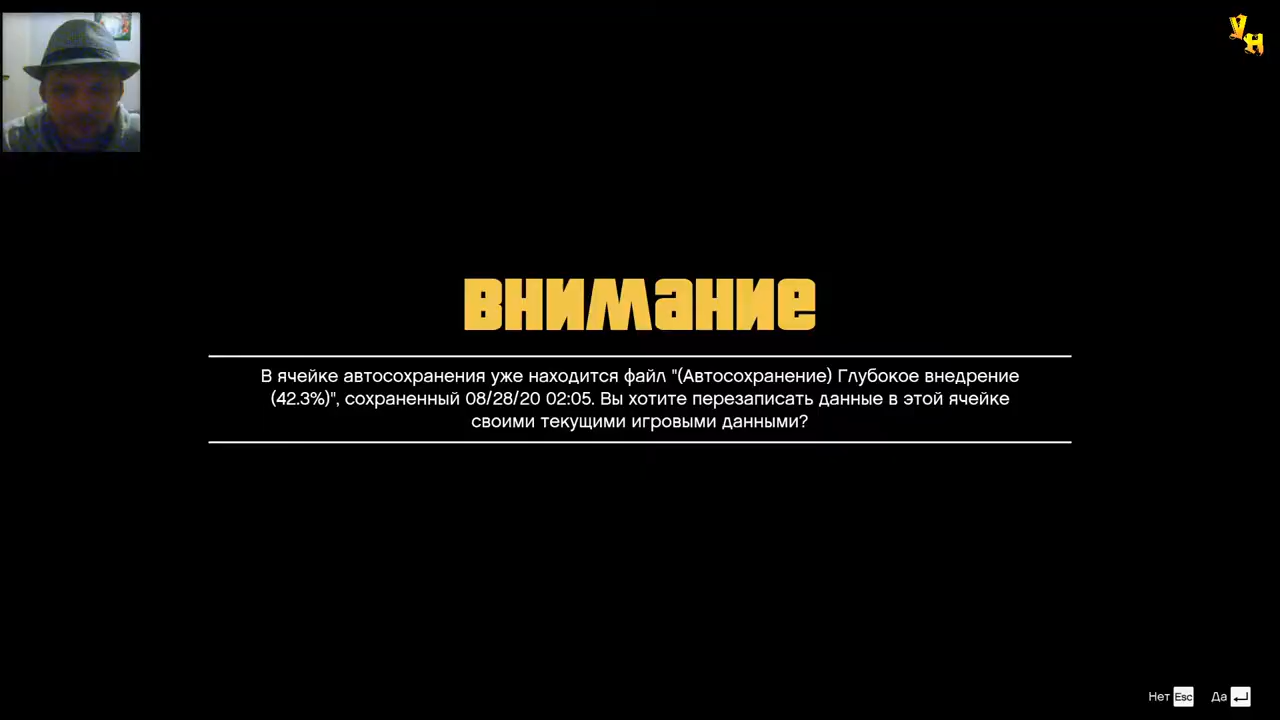 УН
внимание
В ячейке автосохранения уже находится файл "(Автосохранение) Глубокое внедрение
(42.3%)", сохраненный 08/28/20 02:05. Вы хотите перезаписать данные в этой ячейке
своими текущими игровыми данными?
Нет Esc Да